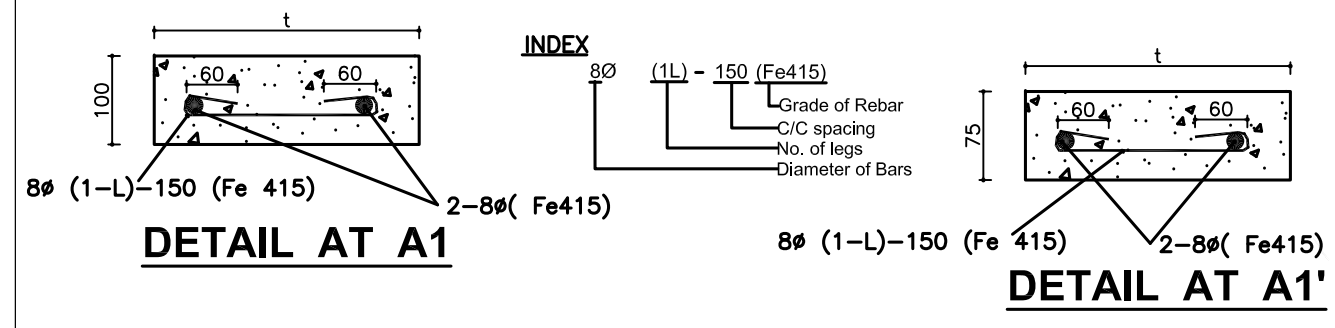 t
60 60
100
8ø (1-L)-150 (Fe 415)
2-8ø( Fe415)
DETAIL AT A1
INDEX
8Ø (1L) - 150 (Fe415)
Grade of Rebar
C/C spacing
No. of legs
Diameter of Bars
t
60 60
75
8ø (1-L)-150 (Fe 415)
2-8ø( Fe415)
DETAIL AT A1'